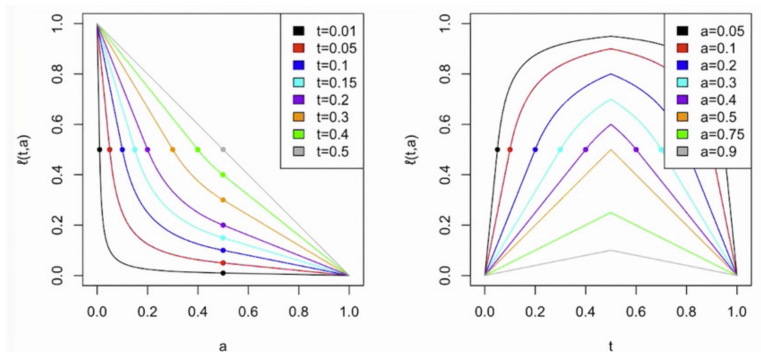 1.0
0.8
0.6
0.4
0.2
0.0
ℓ(t,a)
0.0 0.2 0.4 0.6 0.8 1.0
a
t=0.01
t=0.05
t=0.1
t=0.15
t=0.2
t=0.3
t=0.4
t=0.5
1.0
0.8
0.6
0.4
0.2
0.0
ℓ(t,a)
0.0 0.2 0.4 0.6 0.8 1.0
t
a=0.05
a=0.1
a=0.2
a=0.3
a=0.4
a=0.5
a=0.75
a=0.9